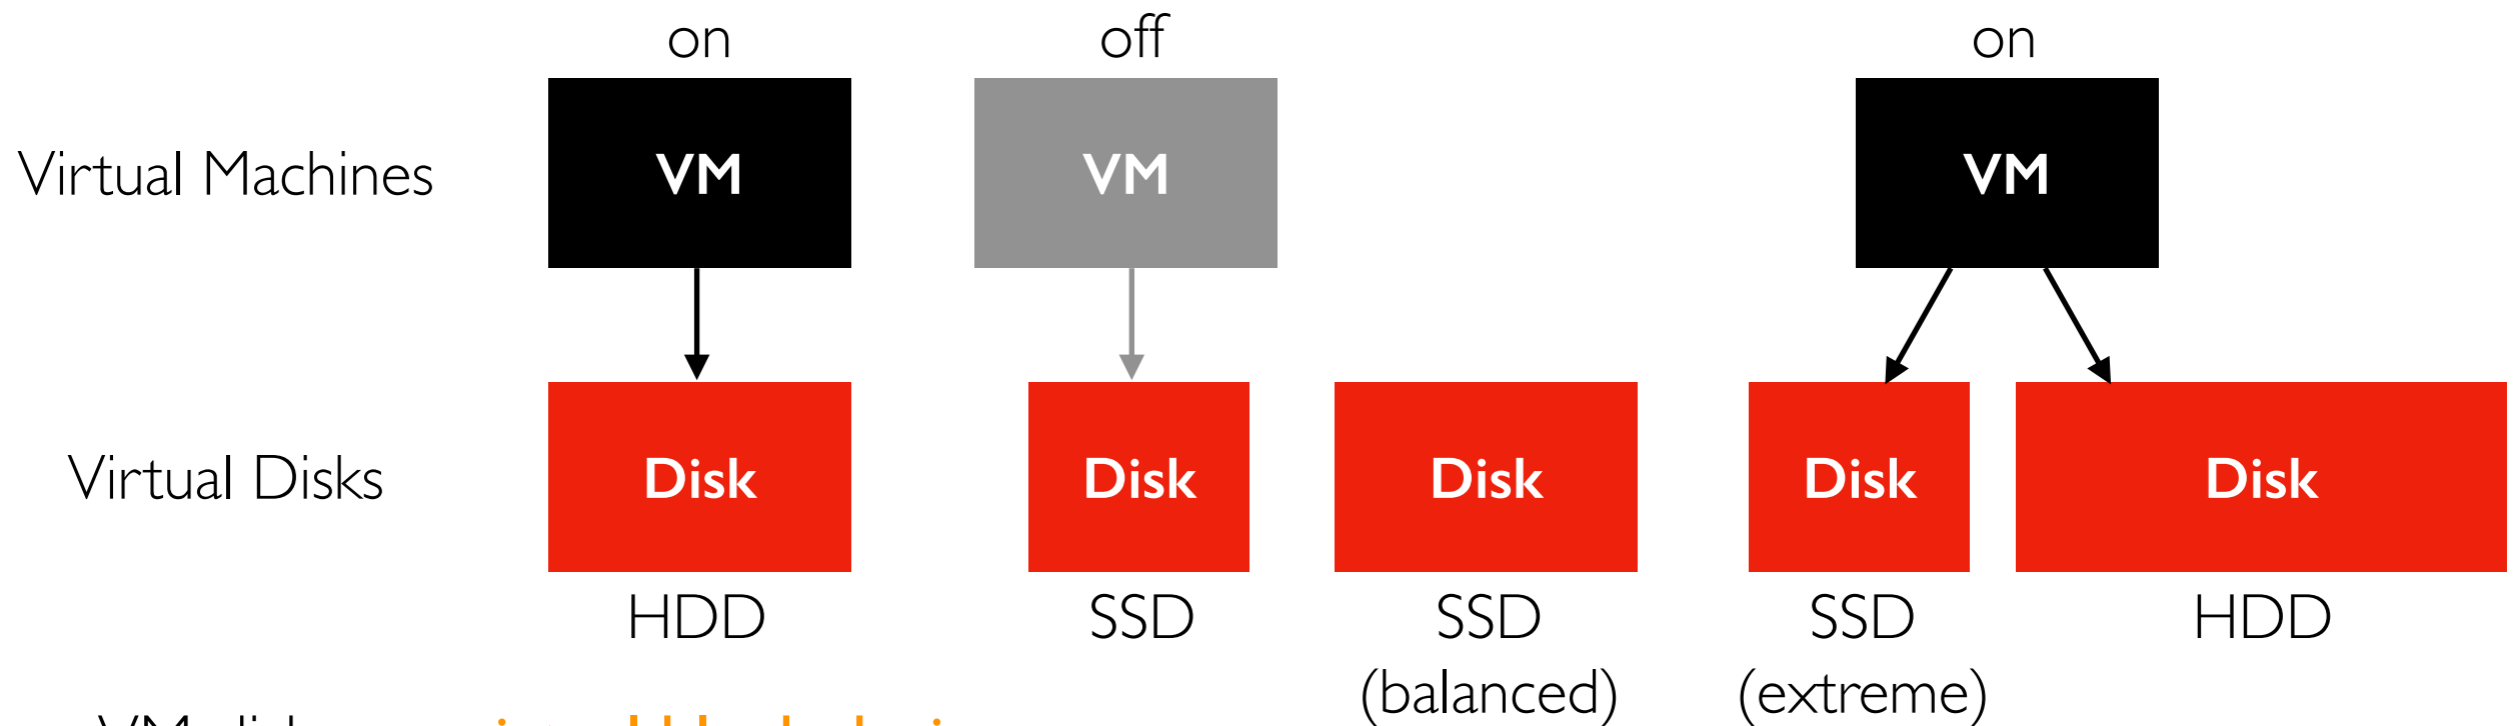 on off on
Virtual Machines VM VM VM
Virtual Disks Disk Disk Disk Disk Disk
HDD SSD SSD SSD HDD
(balanced) (extreme)